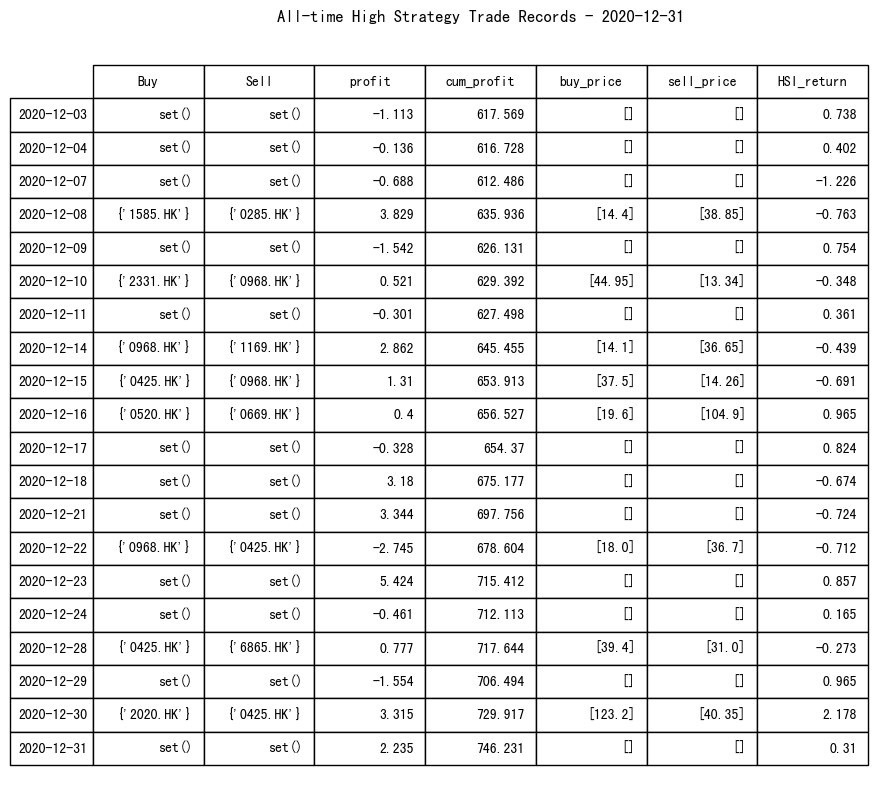 All-time High Strategy Trade Records - 2020-12-31
Buy Sell profit cum_profit buy_price sell_price HSI_return
2020-12-03 set() set() -1.113 617.569 [] [] 0.738
2020-12-04 set() set() -0.136 616.728 [] [] 0.402
2020-12-07 set() set() -0.688 612.486 [] [] -1.226
2020-12-08 {'1585.HK'} {'0285.HK'} 3.829 635.936 [14.4] [38.85] -0.763
2020-12-09 set() set() -1.542 626.131 [] [] 0.754
2020-12-10 {'2331.HK'} {'0968.HK'} 0.521 629.392 [44.95] [13.34] -0.348
2020-12-11 set() set() -0.301 627.498 [] [] 0.361
2020-12-14 {'0968.HK'} {'1169.HK'} 2.862 645.455 [14.1] [36.65] -0.439
2020-12-15 {'0425.HK'} {'0968.HK'} 1.31 653.913 [37.5] [14.26] -0.691
2020-12-16 {'0520.HK'} {'0669.HK'} 0.4 656.527 [19.6] [104.9] 0.965
2020-12-17 set() set() -0.328 654.37 [] [] 0.824
2020-12-18 set() set() 3.18 675.177 [] [] -0.674
2020-12-21 set() set() 3.344 697.756 [] [] -0.724
2020-12-22 {'0968.HK'} {'0425.HK'} -2.745 678.604 [18.0] [36.7] -0.712
2020-12-23 set() set() 5.424 715.412 [] [] 0.857
2020-12-24 set() set() -0.461 712.113 [] [] 0.165
2020-12-28 {'0425.HK'} {'6865.HK'} 0.777 717.644 [39.4] [31.0] -0.273
2020-12-29 set() set() -1.554 706.494 [] [] 0.965
2020-12-30 {'2020.HK'} {'0425.HK'} 3.315 729.917 [123.2] [40.35] 2.178
2020-12-31 set() set() 2.235 746.231 [] [] 0.31